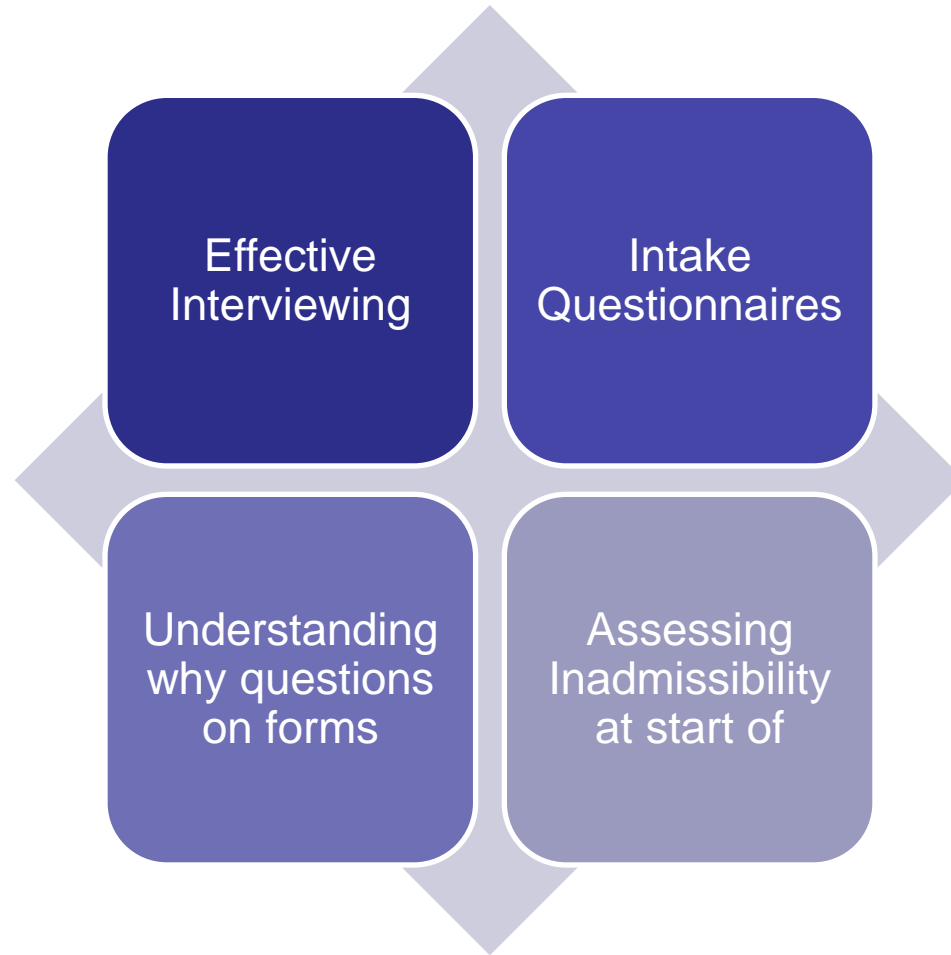 Effective
Interviewing
Intake
Questionnaires
Understanding
why questions
on forms
Assessing
Inadmissibility
at start of